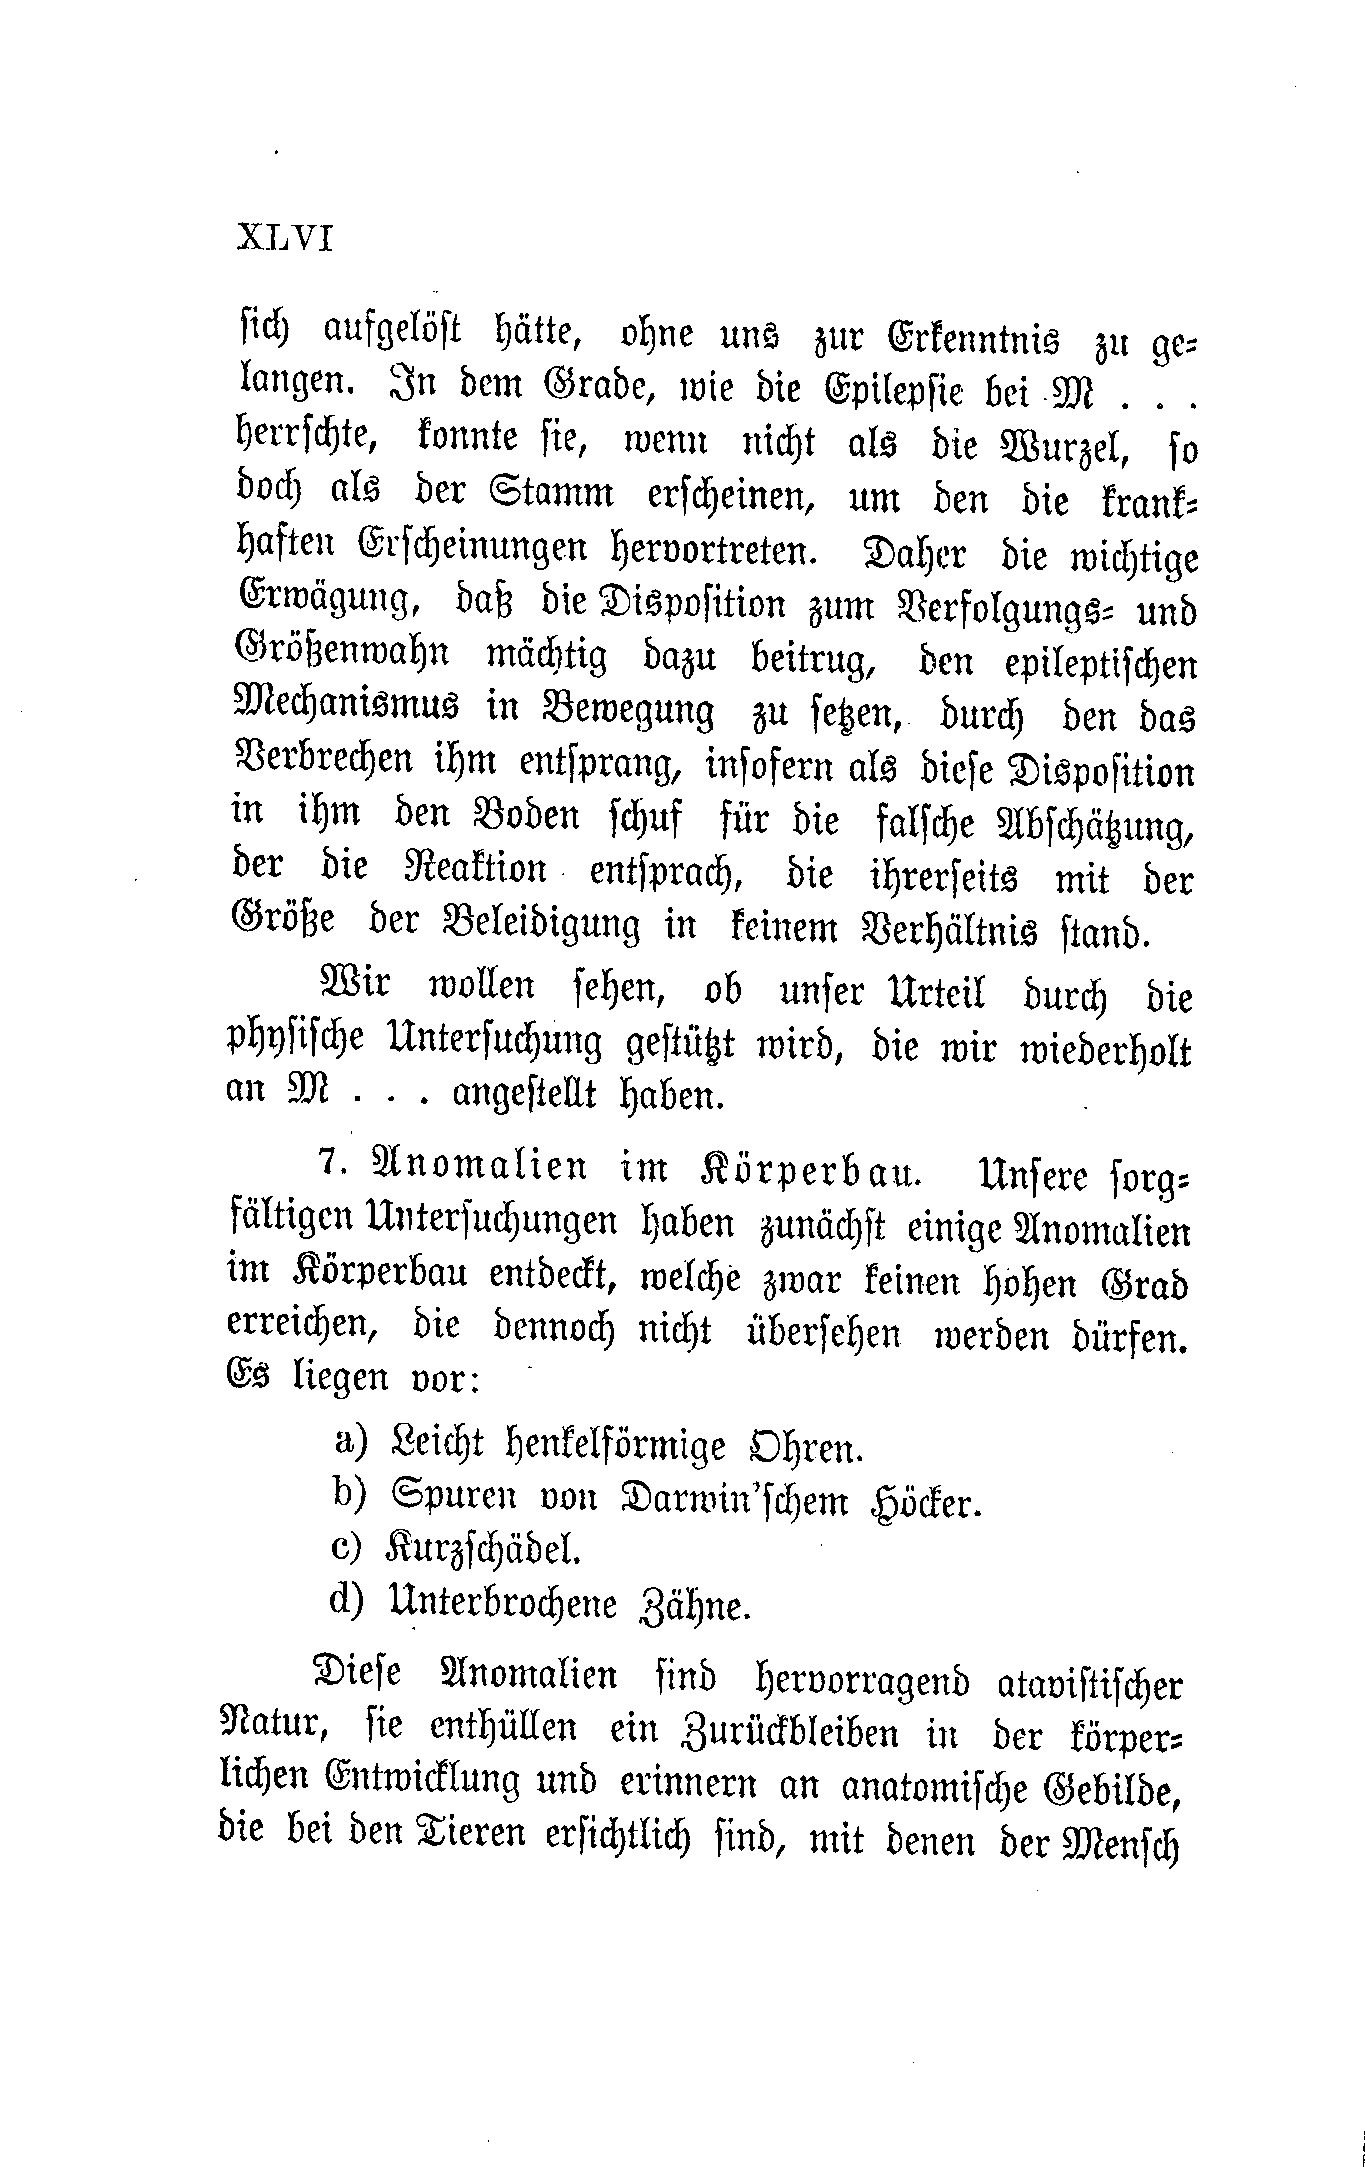 XLVI
sich aufgelöst hätte, ohne uns zur Erkenntnis zu ge-
langen. In dem Grade, wie die Epilepsie bei M . . .
herrschte, konnte sie, wenn nicht als die Wurzel, so
doch als der Stamm erscheinen, um den die krank-
haften Erscheinungen hervortreten. Daher die wichtige
Erwägung, daß die Disposition zum Verfolgungs- und
Größenwahn mächtig dazu beitrug, den epileptischen
Mechanismus in Bewegung zu setzen, durch den das
Verbrechen ihm entsprang, insofern als diese Disposition
in ihm den Boden schuf für die falsche Abschätzung,
der die Reaktion entsprach, die ihrerseits mit der
Größe der Beleidigung in keinem Verhältnis stand.
Wir wollen sehen, ob unser Urteil durch die
physische Untersuchung gestützt wird, die wir wiederholt
an M . . . angestellt haben.
7. Anomalien im Körperbau. Unsere sorg-
fältigen Untersuchungen haben zunächst einige Anomalien
im Körperbau entdeckt, welche zwar keinen hohen Grad
erreichen, die dennoch nicht übersehen werden dürfen.
Es liegen vor:
a) Leicht henkelförmige Ohren.
b) Spuren von Darwin'schem Höcker.
c) Kurzschädel.
d) Unterbrochene Zähne.
Diese Anomalien sind hervorragend atavistischer
Natur, sie enthüllen ein Zurückbleiben in der körper-
lichen Entwicklung und erinnern an anatomische Gebilde,
die bei den Tieren ersichtlich sind, mit denen der Mensch